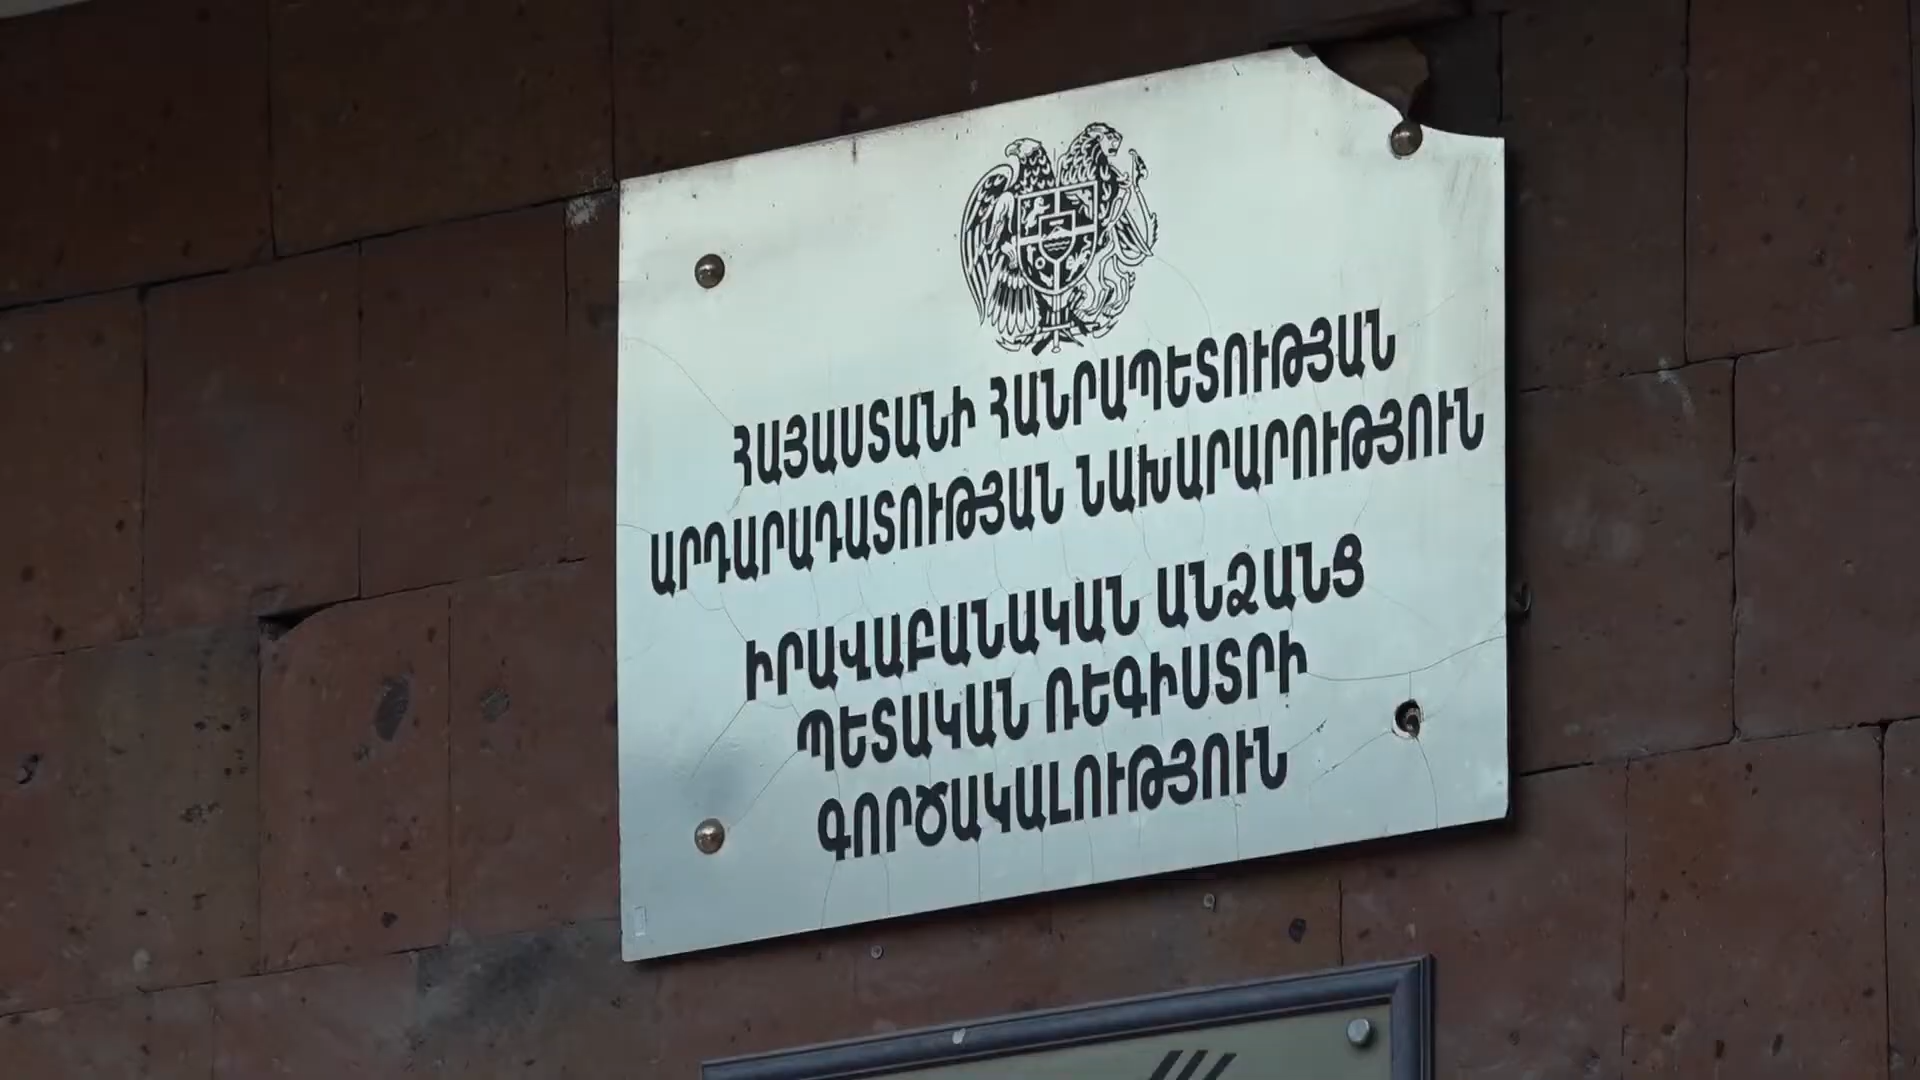 ՀԱՅԱՍՏԱՆԻ ՀԱՆՐԱՊԵՏՈՒԹՅԱՆ
ԱՐԴԱՐԱԴԱՏՈՒԹՅԱՆ ՆԱԽԱՐԱՐՈՒԹՅՈՒՆ
ԻՐԱՎԱԲԱՆԱԿԱՆ ԱՆՁԱՆՑ
ՊԵՏԱԿԱՆ ՌԵԳԻՍՏՐԻ
ԳՈՐԾԱԿԱԼՈՒԹՅՈՒՆ